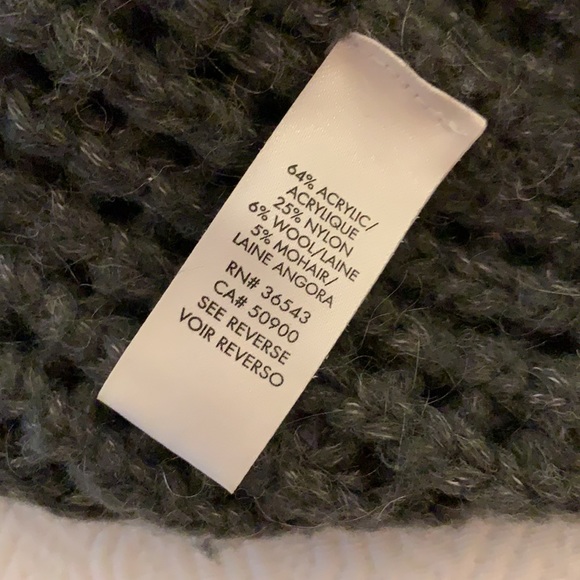 64% ACRYLIC/
ACRYLIQUE
25% NYLON
6% WOOL/LAINE
5% MOHAIR/
LAINE ANGORA
RN# 36543
CA# 50900
SEE REVERSE
VOIR REVERSO